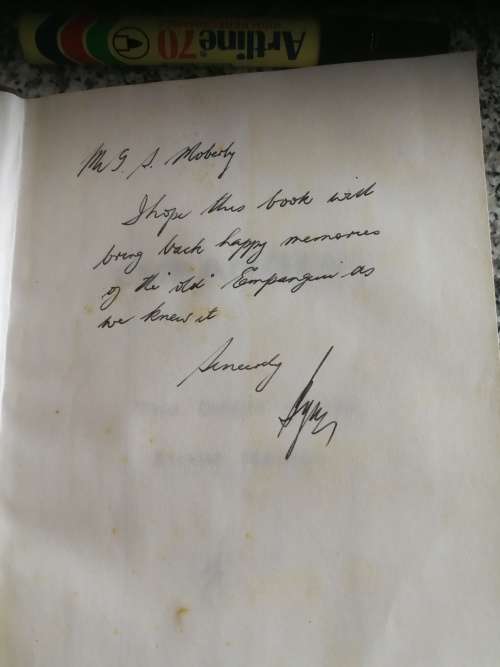 Artline 70
Mr G. S. Moberly
I hope this book will
bring back happy memories
of the "old" Empangeni as
we knew it
Sincerely